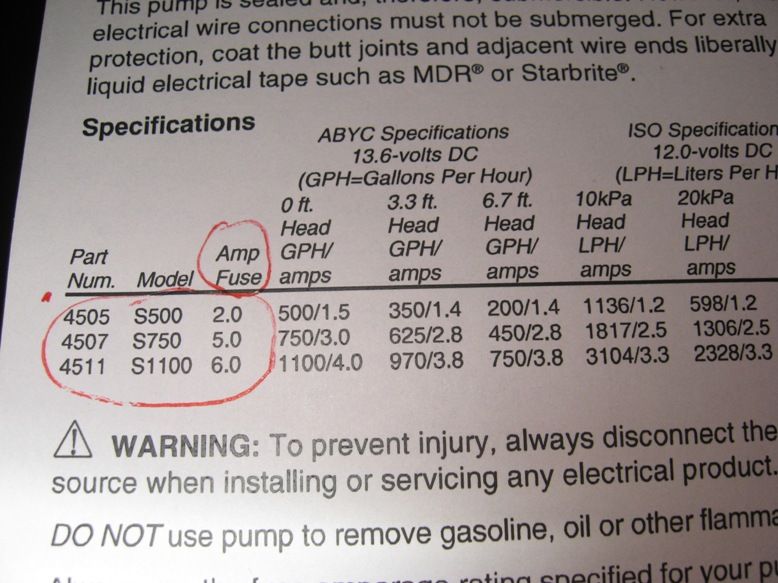 This pump is sealed and, therefore,
electrical wire connections must not be submerged. For extra
protection, coat the butt joints and adjacent wire ends liberally
liquid electrical tape such as MDR® or Starbrite®.
Specifications
ABYC Specifications ISO Specification
13.6-volts DC 12.0-volts DC
(GPH=Gallons Per Hour) (LPH=Liters Per H
0 ft. 3.3 ft. 6.7 ft. 10kPa 20kPa
Head Head Head Head Head
Part Amp GPH/ GPH/ GPH/ LPH/ LPH/
Num. Model Fuse amps amps amps amps amps
4505 S500 2.0 500/1.5 350/1.4 200/1.4 1136/1.2 598/1.2
4507 S750 5.0 750/3.0 625/2.8 450/2.8 1817/2.5 1306/2.5
4511 S1100 6.0 1100/4.0 970/3.8 750/3.8 3104/3.3 2328/3.3
WARNING: To prevent injury, always disconnect the
source when installing or servicing any electrical product.
DO NOT use pump to remove gasoline, oil or other flamma
rating specified for your